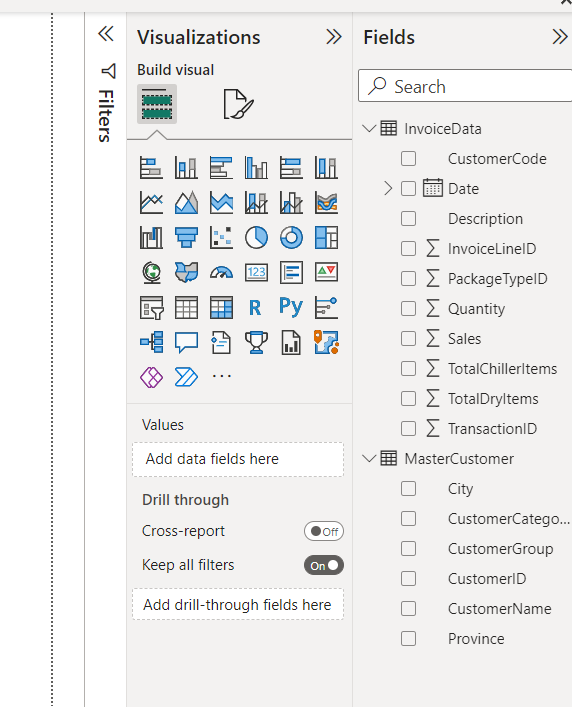 Filters
Visualizations
Build visual
123
R
Py
Values
Add data fields here
Drill through
Cross-report
Off
Keep all filters
On
Add drill-through fields here
Fields
Search
InvoiceData
CustomerCode
Date
Description
InvoiceLineID
PackageTypeID
Quantity
Sales
TotalChillerItems
TotalDryItems
TransactionID
MasterCustomer
City
CustomerCatego...
CustomerGroup
CustomerID
CustomerName
Province